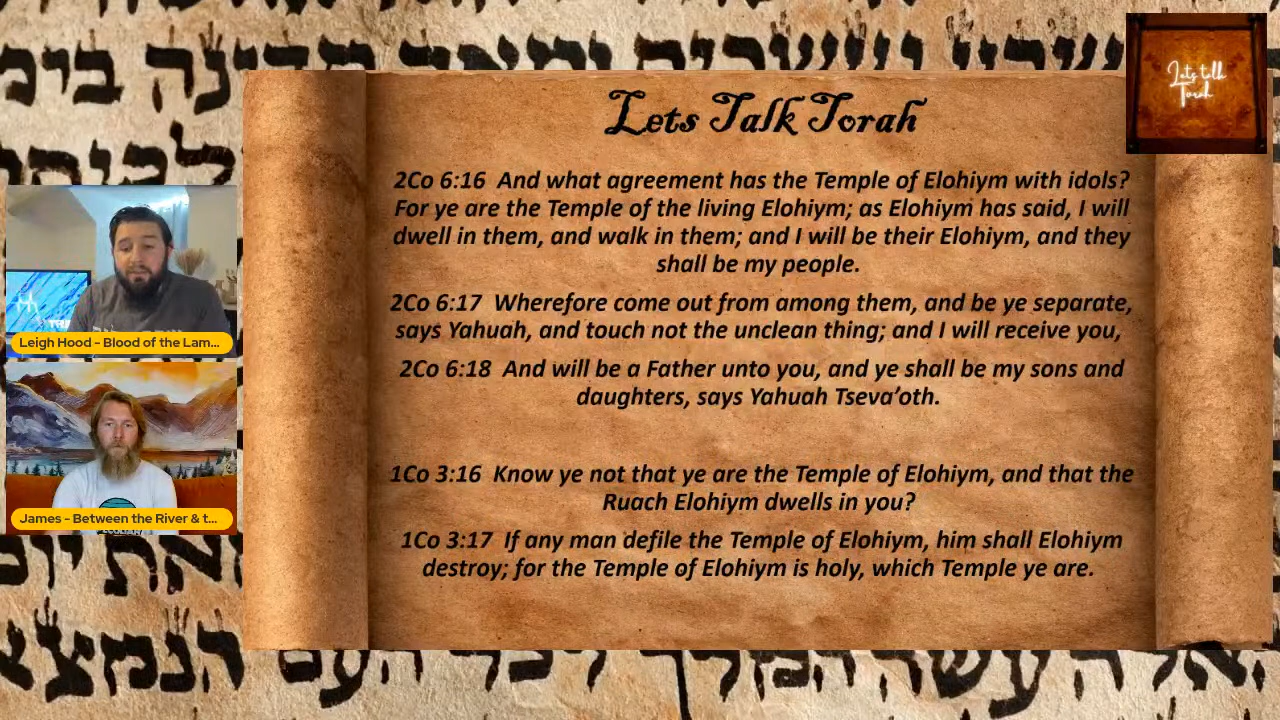 Lets talk
Torah
Lets Talk Torah
2Co 6:16 And what agreement has the Temple of Elohiym with idols?
For ye are the Temple of the living Elohiym; as Elohiym has said, I will
dwell in them, and walk in them; and I will be their Elohiym, and they
shall be my people.
2Co 6:17 Wherefore come out from among them, and be ye separate,
says Yahuah, and touch not the unclean thing; and I will receive you,
2Co 6:18 And will be a Father unto you, and ye shall be my sons and
daughters, says Yahuah Tseva’oth.
1Co 3:16 Know ye not that ye are the Temple of Elohiym, and that the
Ruach Elohiym dwells in you?
1Co 3:17 If any man defile the Temple of Elohiym, him shall Elohiym
destroy; for the Temple of Elohiym is holy, which Temple ye are.
Leigh Hood - Blood of the Lam...
James - Between the River & t...